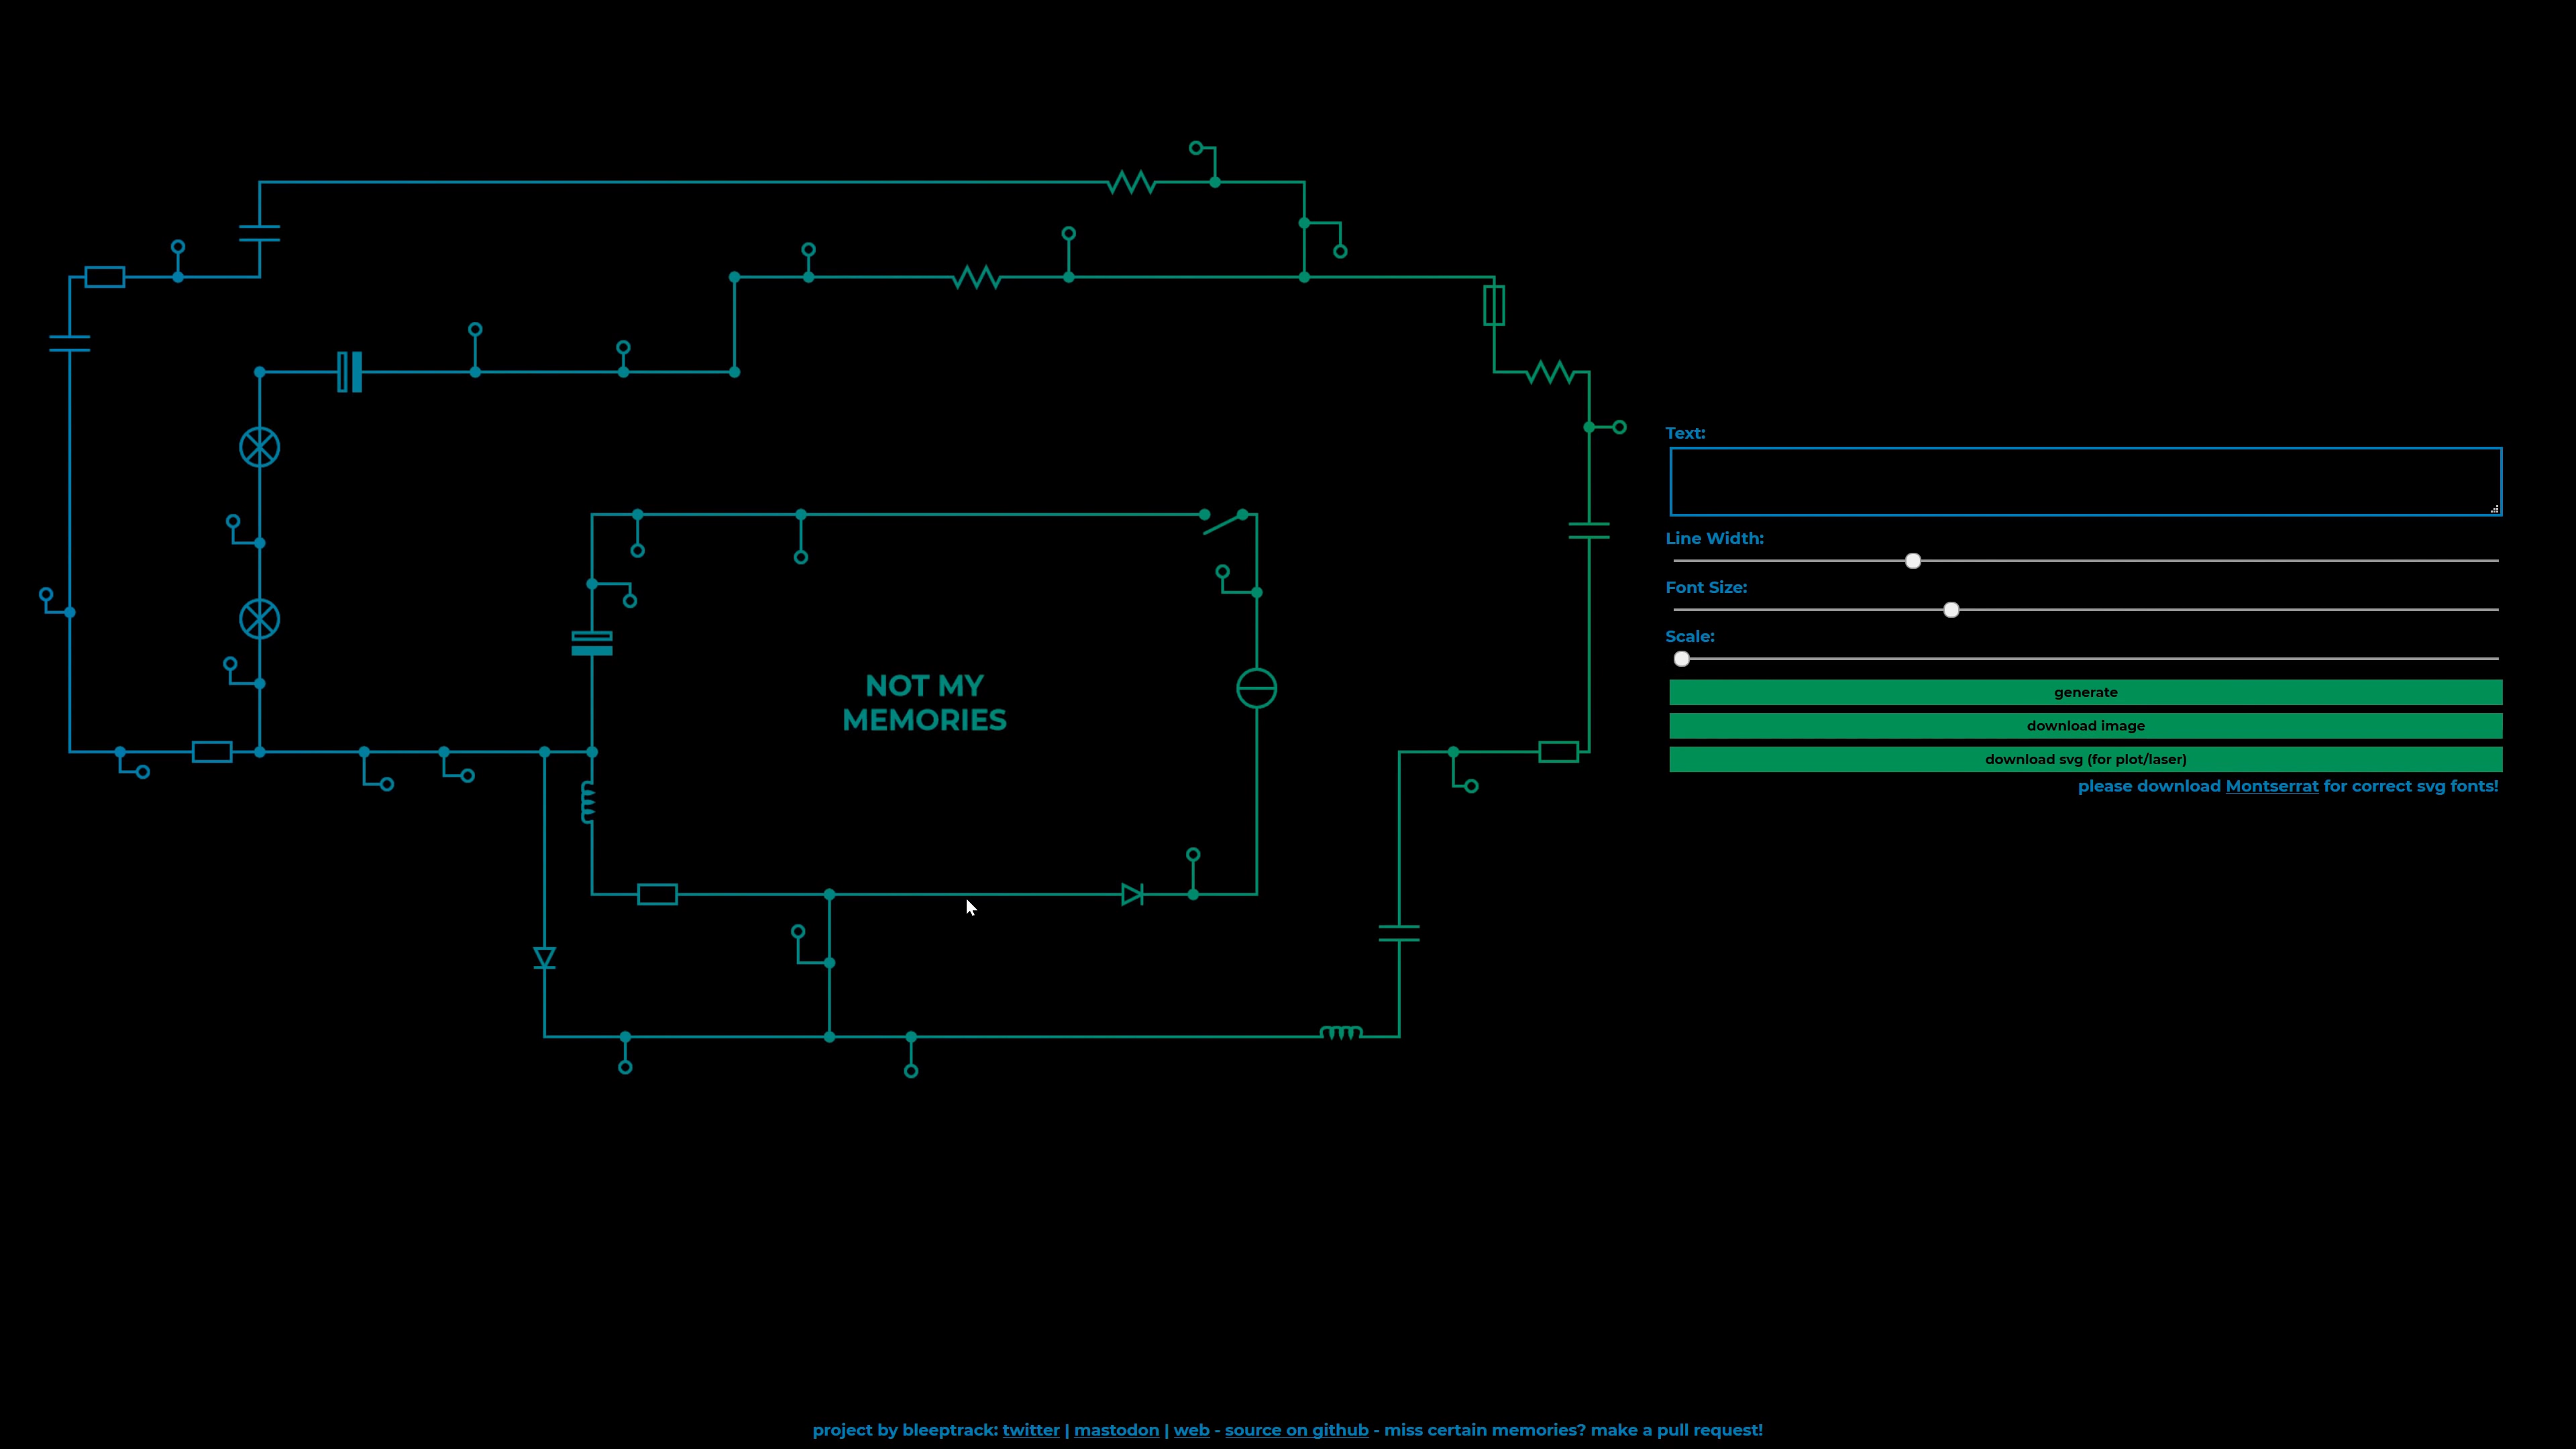 NOT MY
MEMORIES
Text:
Line Width:
Font Size:
Scale:
generate
download image
download svg (for plot/laser)
please download Montserrat for correct svg fonts!
project by bleeptrack: twitter | mastodon | web - source on github - miss certain memories? make a pull request!